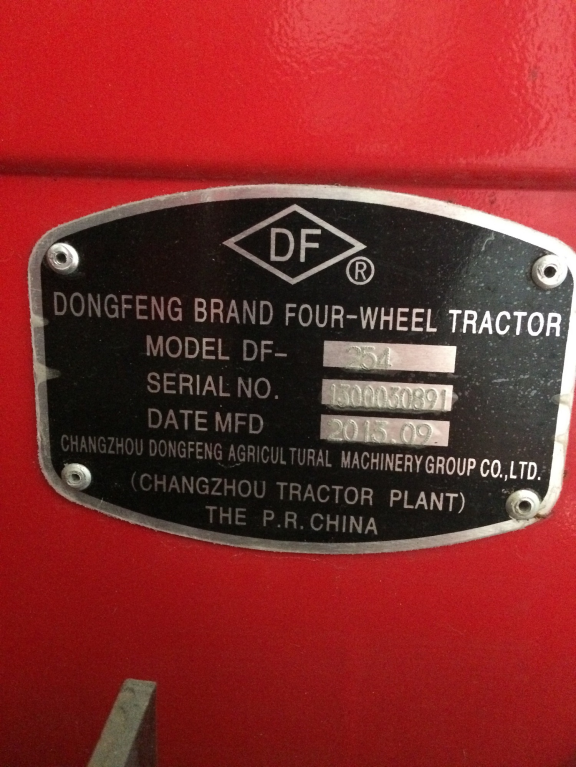 DF
®
DONGFENG BRAND FOUR-WHEEL TRACTOR
MODEL DF- 254
SERIAL NO. 1300030891
DATE MFD 2013.09.
CHANGZHOU DONGFENG AGRICULTURAL MACHINERY GROUP CO.,LTD.
(CHANGZHOU TRACTOR PLANT)
THE P.R.CHINA